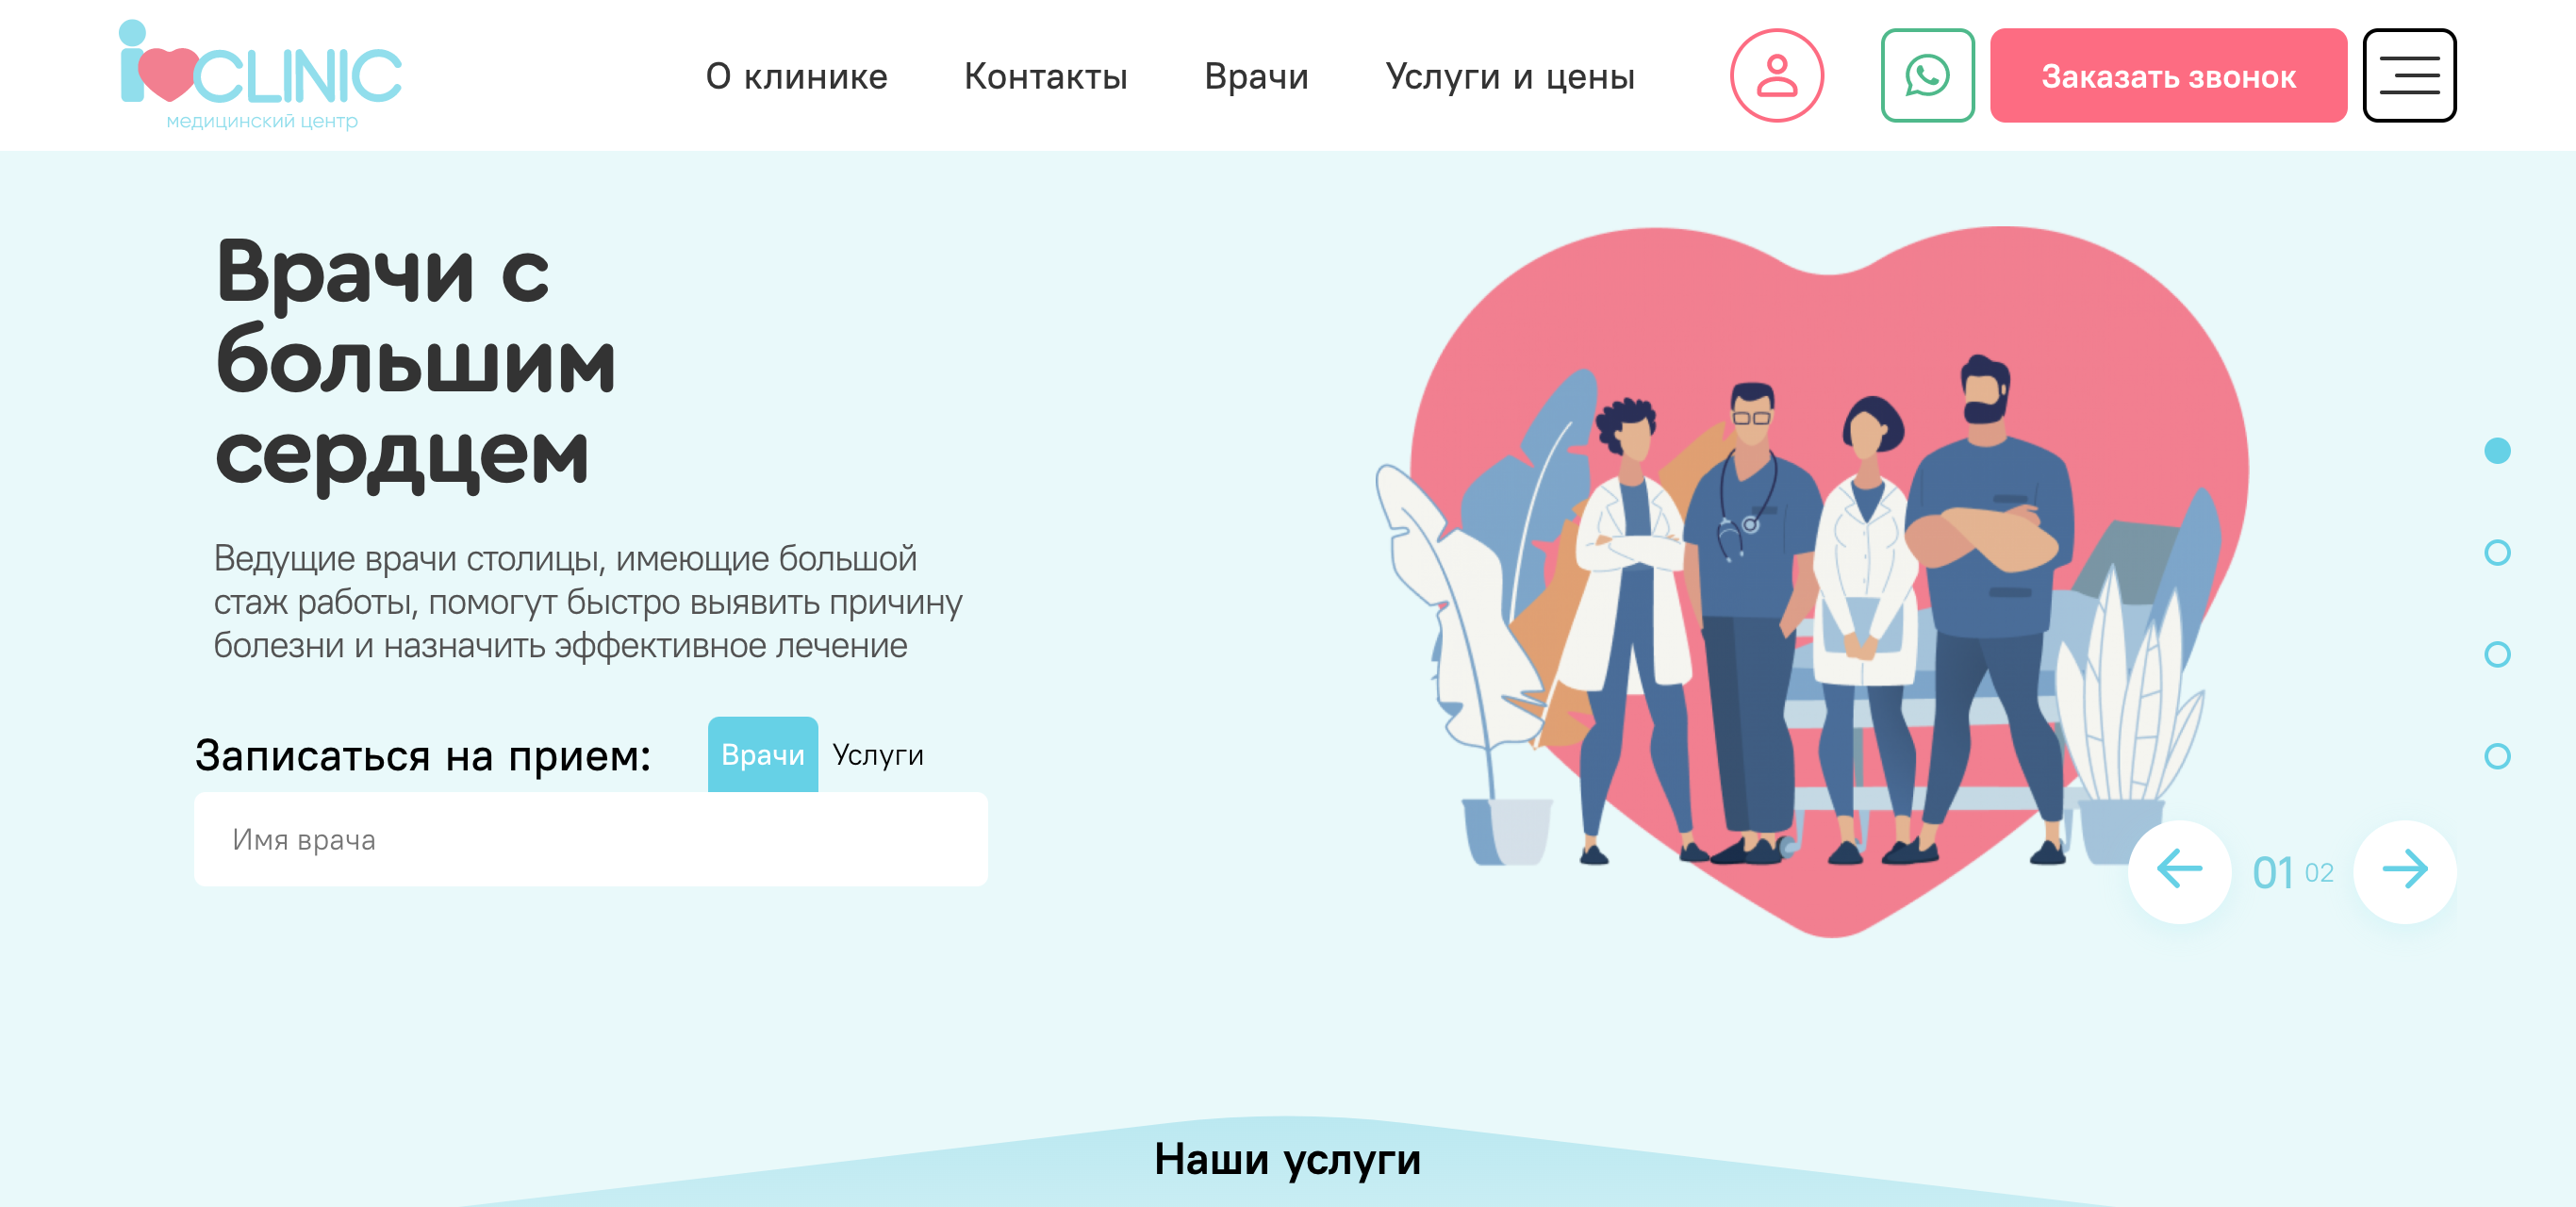 iCLINIC
медицинский центр
О клинике
Контакты
Врачи
Услуги и цены
Заказать звонок
Врачи с
большим
сердцем
Ведущие врачи столицы, имеющие большой
стаж работы, помогут быстро выявить причину
болезни и назначить эффективное лечение
Записаться на прием:
Врачи
Услуги
Имя врача
01 02
Наши услуги